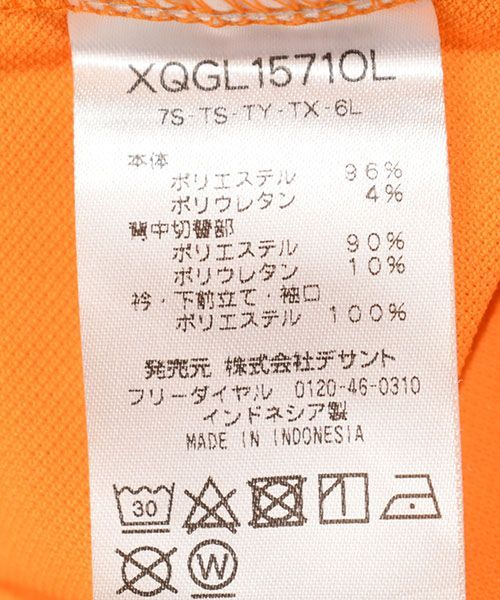 XQGL1571OL
7S-TS-TY-TX-6L
本体
ポリエステル 96%
ポリウレタン 4%
背中切替部
ポリエステル 90%
ポリウレタン 10%
衿・下前立て・袖口
ポリエステル 100%
発売元 株式会社デサント
フリーダイヤル 0120-46-0310
インドネシア製
MADE IN INDONESIA
30
W